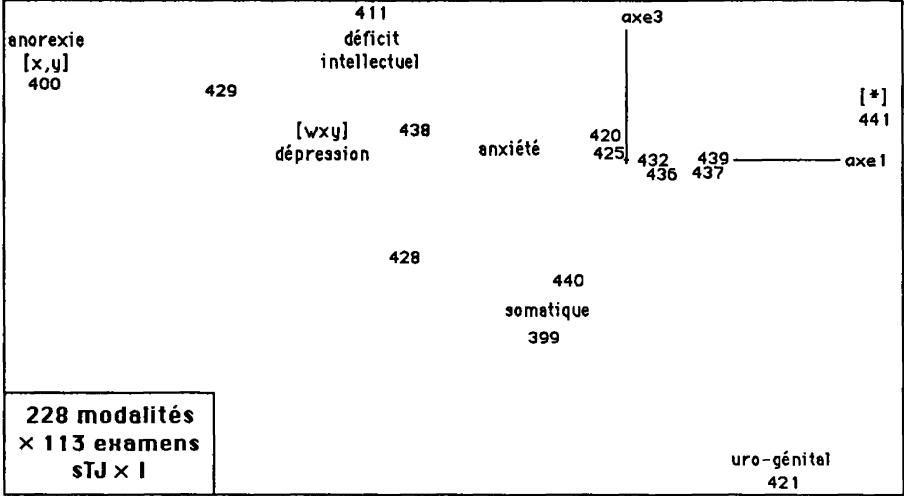 411
axe3
anorexie
déficit
[x,y]
intellectuel
400
429
[*]
441
[wxy]
438
420
dépression
anxiété
425
432
439
axe1
436
437
428
440
somatique
399
228 modalités
× 113 examens
sTJ × I
uro-génital
421